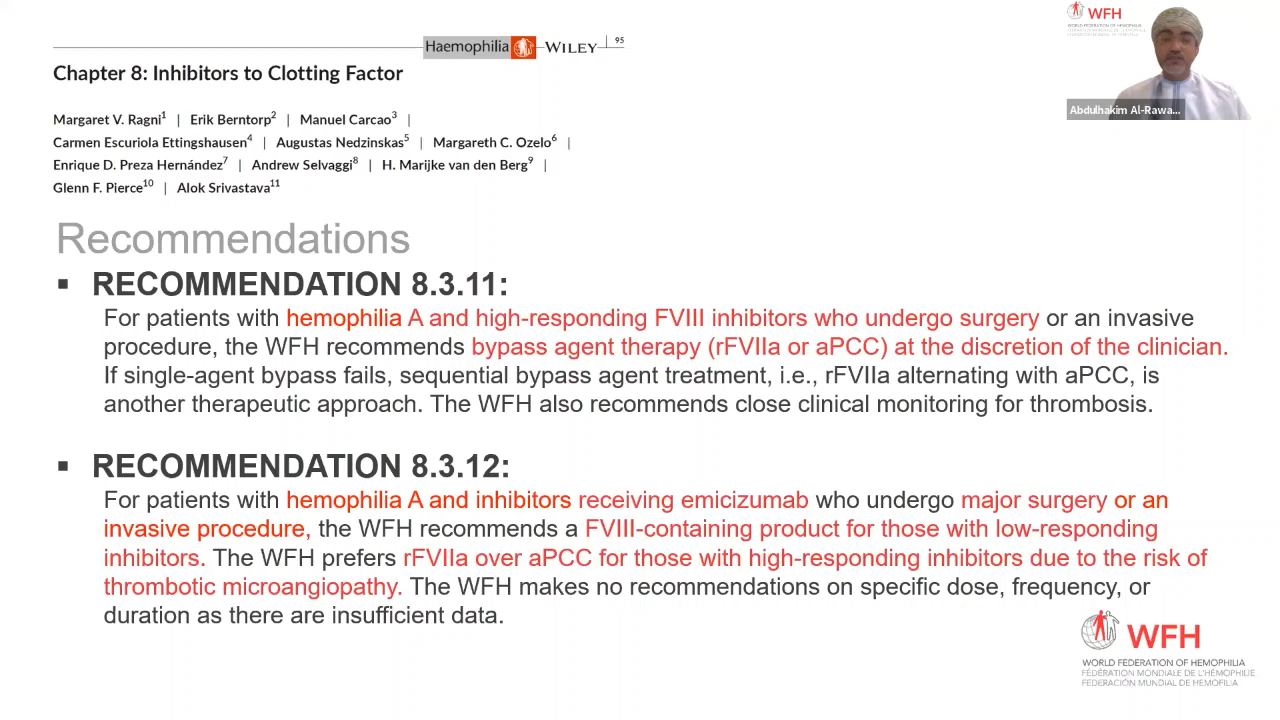 Haemophilia WILEY 95
Chapter 8: Inhibitors to Clotting Factor
Margaret V. Ragni1 | Erik Berntorp2 | Manuel Carcao3 |
Carmen Escuriola Ettingshausen4 | Augustas Nedzinskas5 | Margareth C. Ozelo6 |
Enrique D. Preza Hernández7 | Andrew Selvaggi8 | H. Marijke van den Berg9 |
Glenn F. Pierce10 | Alok Srivastava11
WFH
WORLD FEDERATION OF HEMOPHILIA
Abdulhakim Al-Rawa...
Recommendations
▪ RECOMMENDATION 8.3.11:
For patients with hemophilia A and high-responding FVIII inhibitors who undergo surgery or an invasive
procedure, the WFH recommends bypass agent therapy (rFVIIa or aPCC) at the discretion of the clinician.
If single-agent bypass fails, sequential bypass agent treatment, i.e., rFVIIa alternating with aPCC, is
another therapeutic approach. The WFH also recommends close clinical monitoring for thrombosis.
▪ RECOMMENDATION 8.3.12:
For patients with hemophilia A and inhibitors receiving emicizumab who undergo major surgery or an
invasive procedure, the WFH recommends a FVIII-containing product for those with low-responding
inhibitors. The WFH prefers rFVIIa over aPCC for those with high-responding inhibitors due to the risk of
thrombotic microangiopathy. The WFH makes no recommendations on specific dose, frequency, or
duration as there are insufficient data.
WFH
WORLD FEDERATION OF HEMOPHILIA
FÉDÉRATION MONDIALE DE L'HÉMOPHILIE
FEDERACIÓN MUNDIAL DE HEMOFILIA